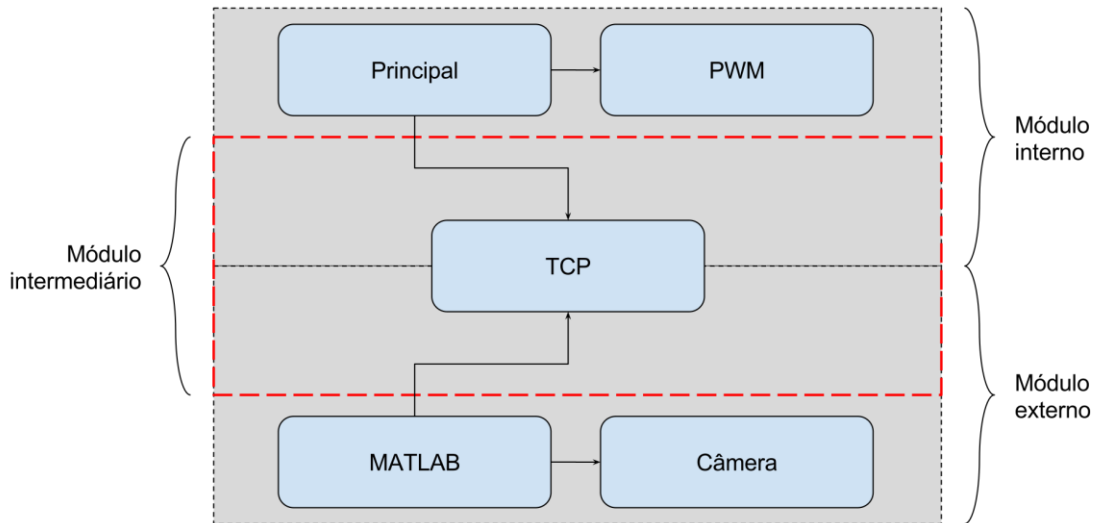 Principal
PWM
Módulo
interno
Módulo
intermediário
TCP
Módulo
externo
MATLAB
Câmera